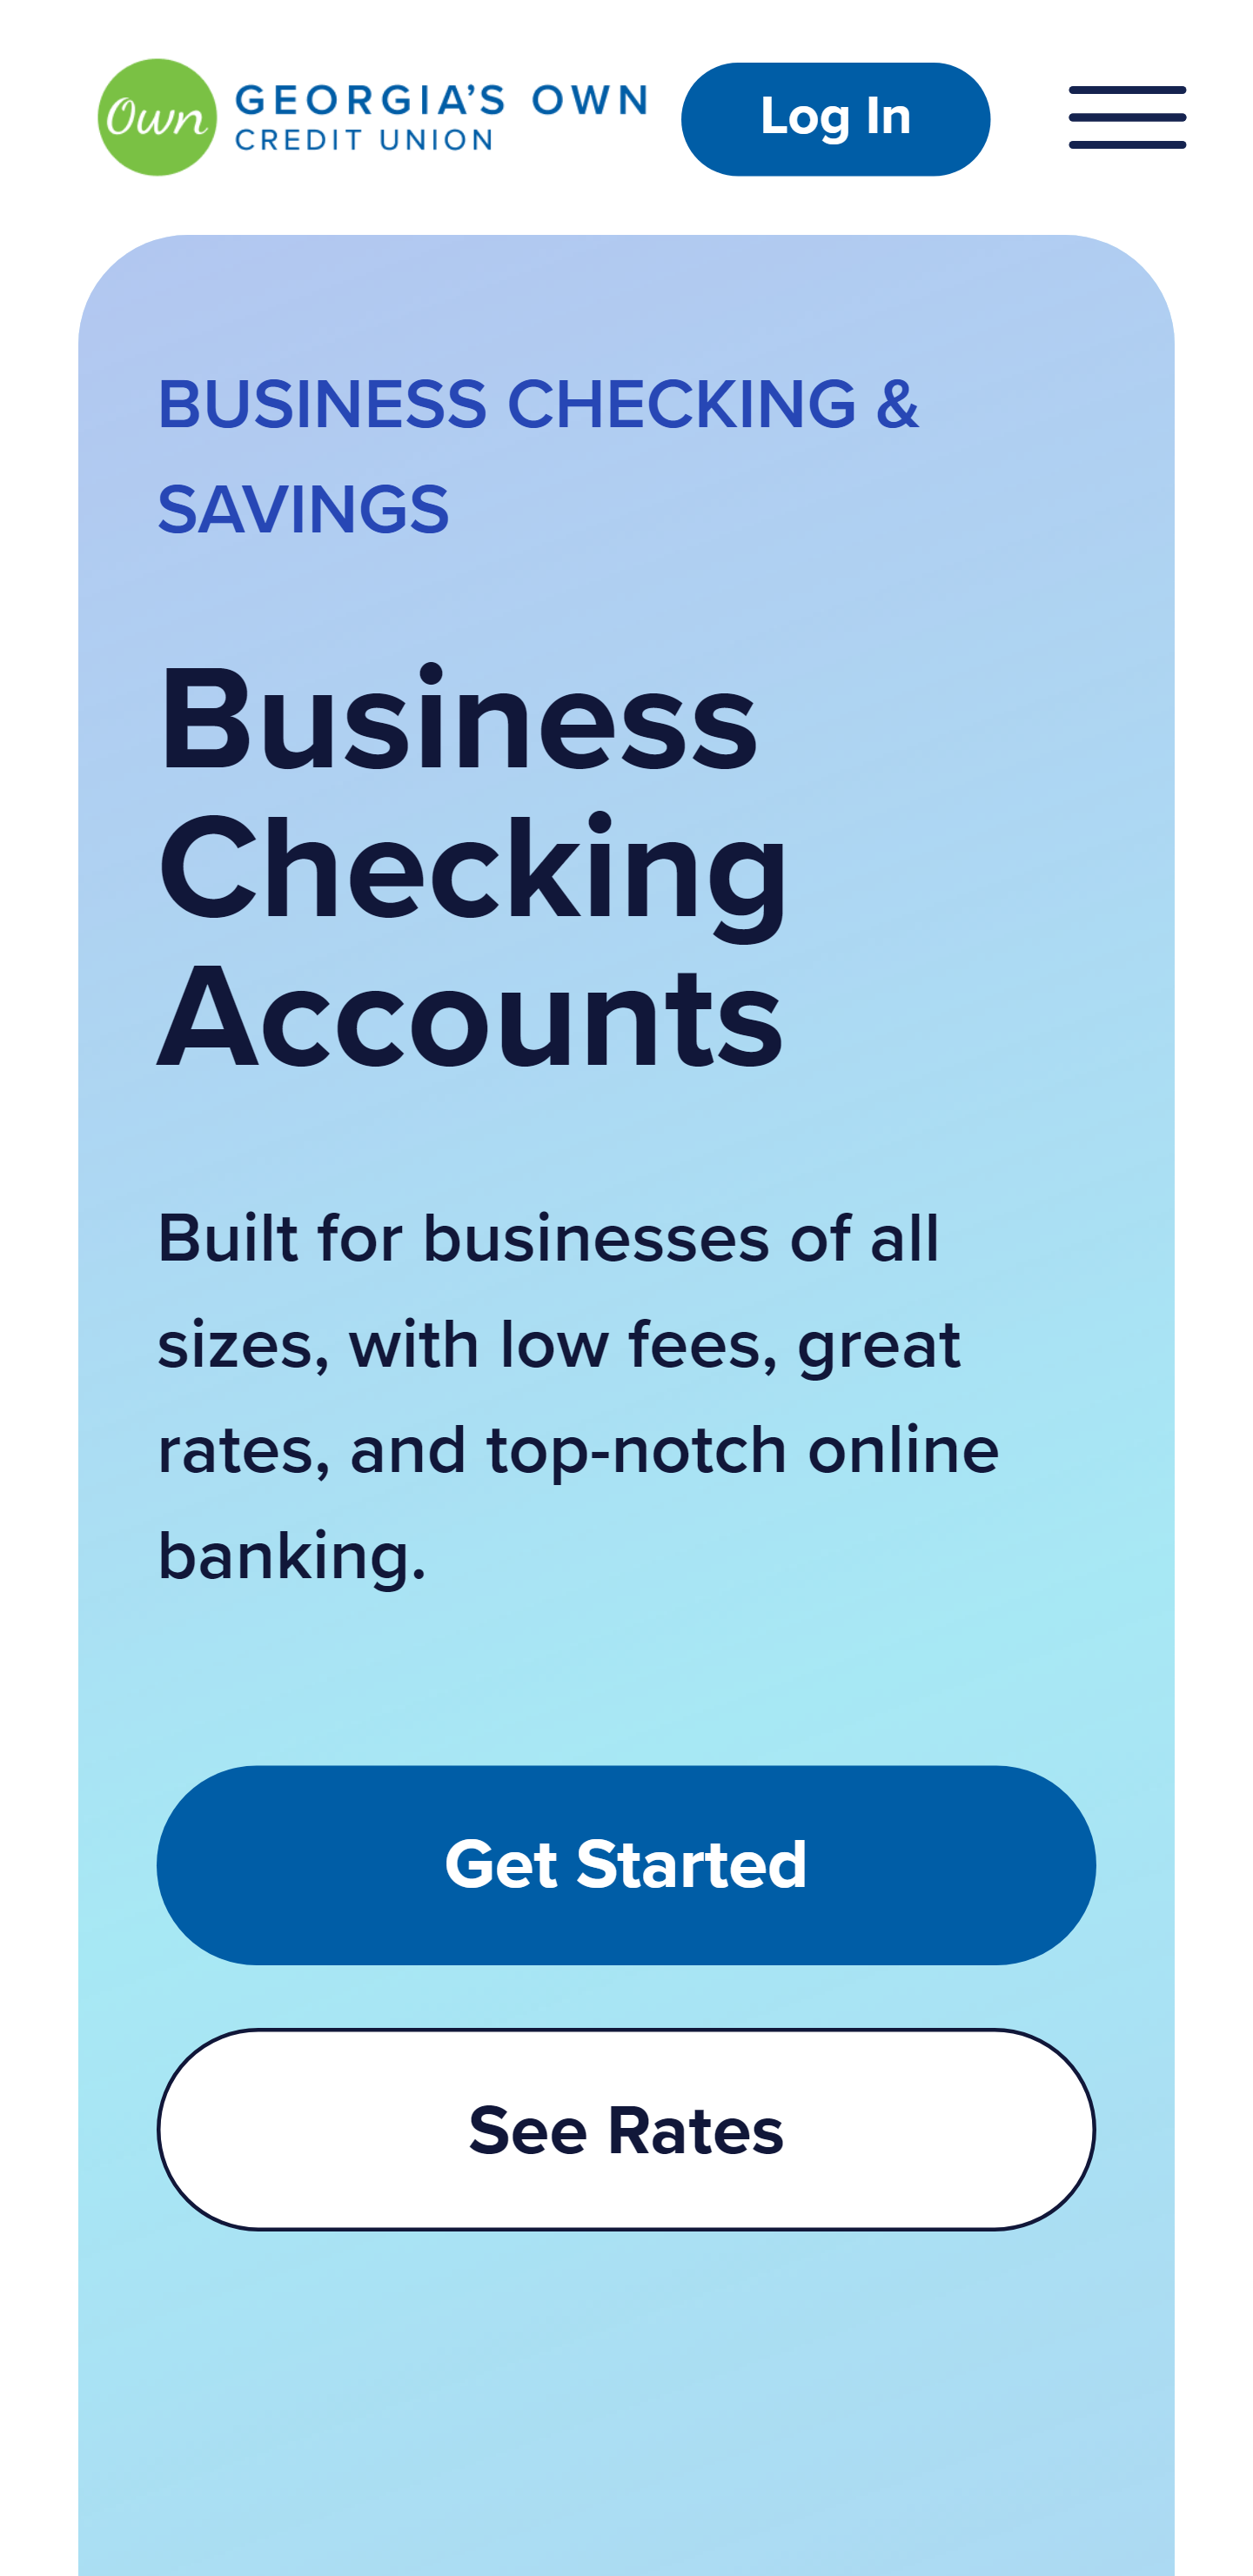 Own
GEORGIA’S OWN
CREDIT UNION
Log In
BUSINESS CHECKING &
SAVINGS
Business
Checking
Accounts
Built for businesses of all
sizes, with low fees, great
rates, and top-notch online
banking.
Get Started
See Rates